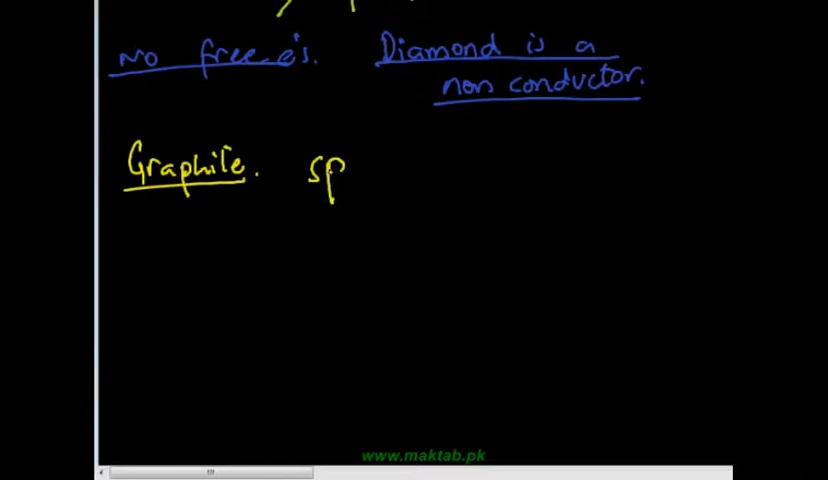 No free e's. Diamond is a
non conductor.
Graphite. sp
www.maktab.pk